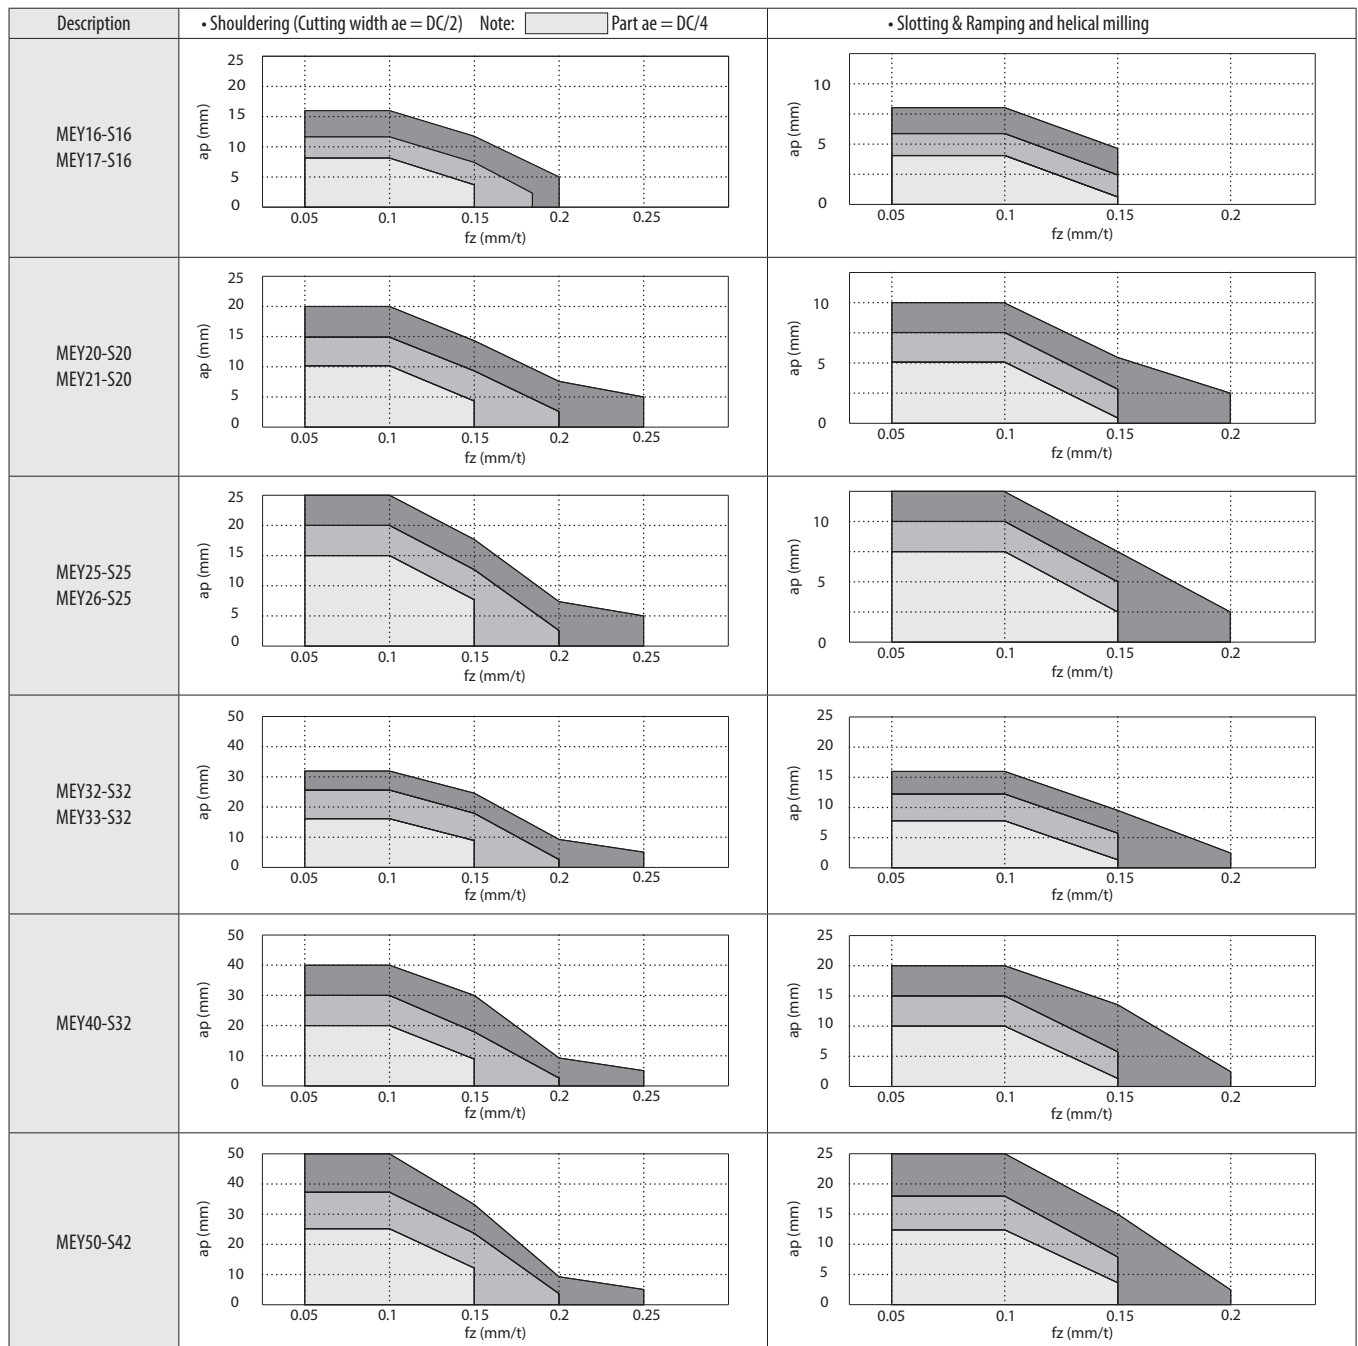 Description
• Shouldering (Cutting width ae = DC/2) Note: Part ae = DC/4
• Slotting & Ramping and helical milling
MEY16-S16
MEY17-S16
ap (mm)
25
20
15
10
5
0
0.05 0.1 0.15 0.2 0.25
fz (mm/t)
ap (mm)
10
5
0
0.05 0.1 0.15 0.2
fz (mm/t)
MEY20-S20
MEY21-S20
ap (mm)
25
20
15
10
5
0
0.05 0.1 0.15 0.2 0.25
fz (mm/t)
ap (mm)
10
5
0
0.05 0.1 0.15 0.2
fz (mm/t)
MEY25-S25
MEY26-S25
ap (mm)
25
20
15
10
5
0
0.05 0.1 0.15 0.2 0.25
fz (mm/t)
ap (mm)
10
5
0
0.05 0.1 0.15 0.2
fz (mm/t)
MEY32-S32
MEY33-S32
ap (mm)
50
40
30
20
10
0
0.05 0.1 0.15 0.2 0.25
fz (mm/t)
ap (mm)
25
20
15
10
5
0
0.05 0.1 0.15 0.2
fz (mm/t)
MEY40-S32
ap (mm)
50
40
30
20
10
0
0.05 0.1 0.15 0.2 0.25
fz (mm/t)
ap (mm)
25
20
15
10
5
0
0.05 0.1 0.15 0.2
fz (mm/t)
MEY50-S42
ap (mm)
50
40
30
20
10
0
0.05 0.1 0.15 0.2 0.25
fz (mm/t)
ap (mm)
25
20
15
10
5
0
0.05 0.1 0.15 0.2
fz (mm/t)